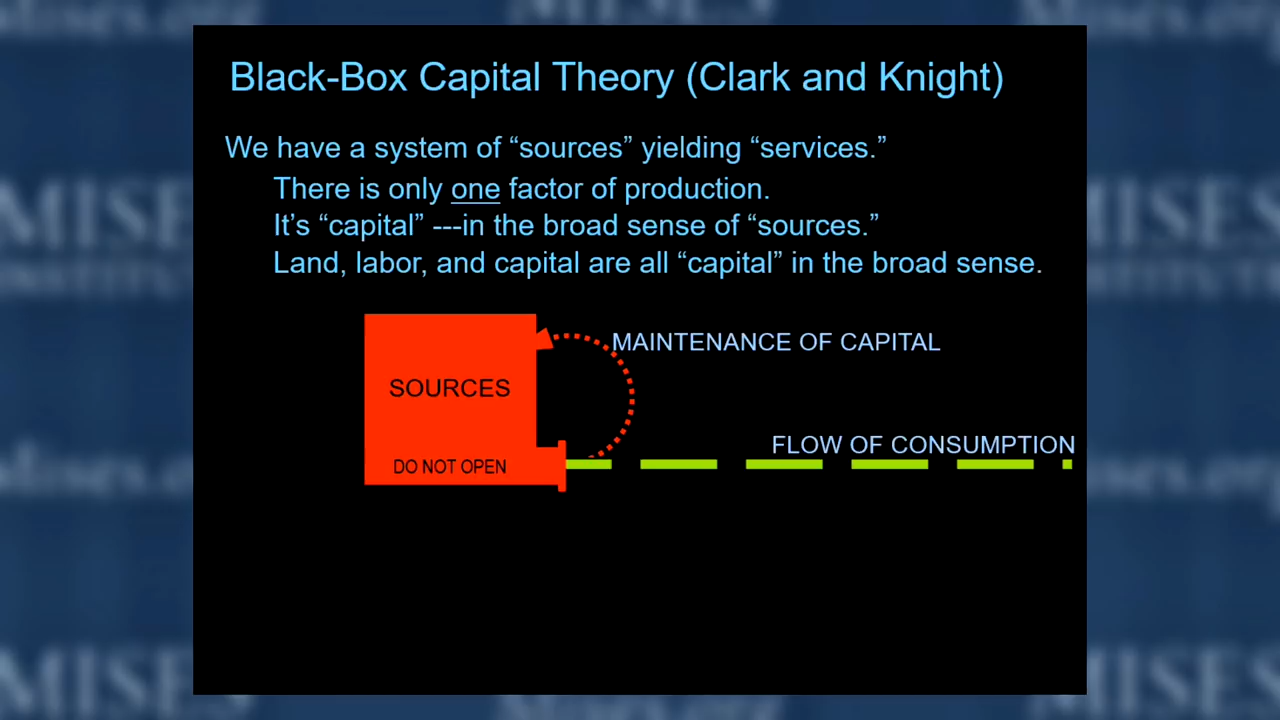 Black-Box Capital Theory (Clark and Knight)
We have a system of “sources” yielding “services.”
There is only one factor of production.
It’s “capital” ---in the broad sense of “sources.”
Land, labor, and capital are all “capital” in the broad sense.
MAINTENANCE OF CAPITAL
SOURCES
FLOW OF CONSUMPTION
DO NOT OPEN